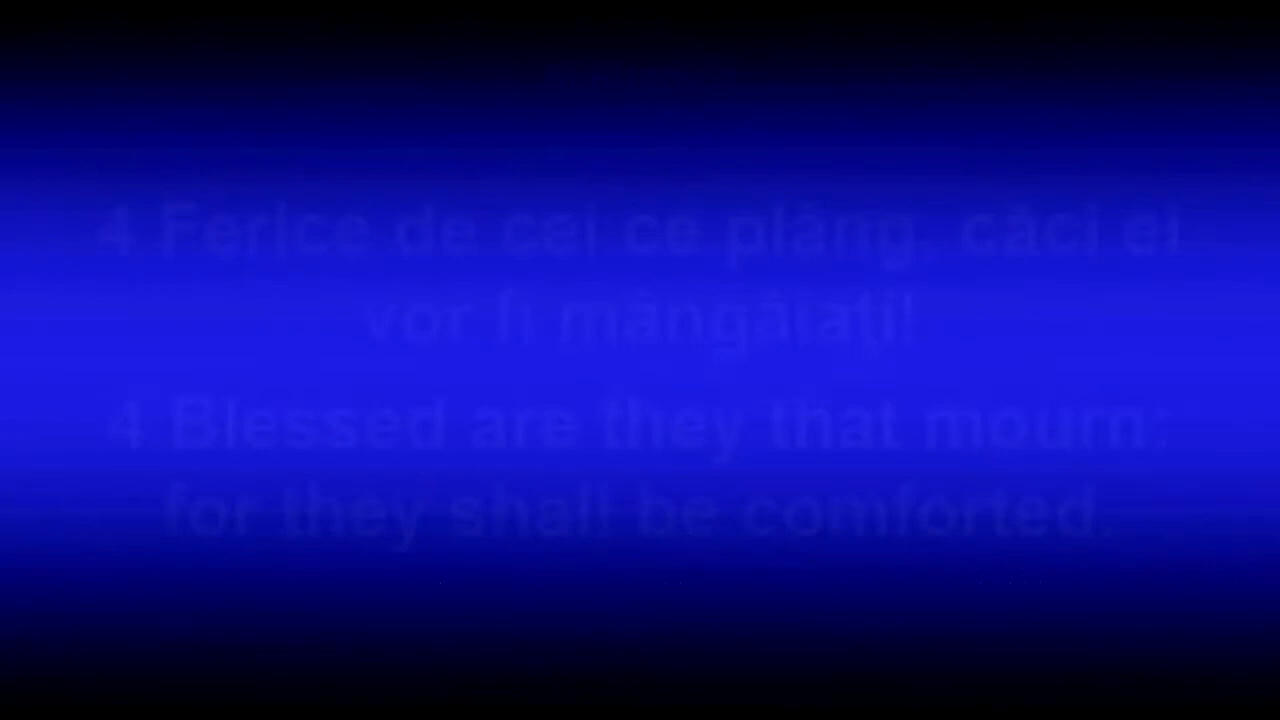 4 Ferice de cei ce plâng, căci ei
vor fi mângâiaţi!
4 Blessed are they that mourn:
for they shall be comforted.